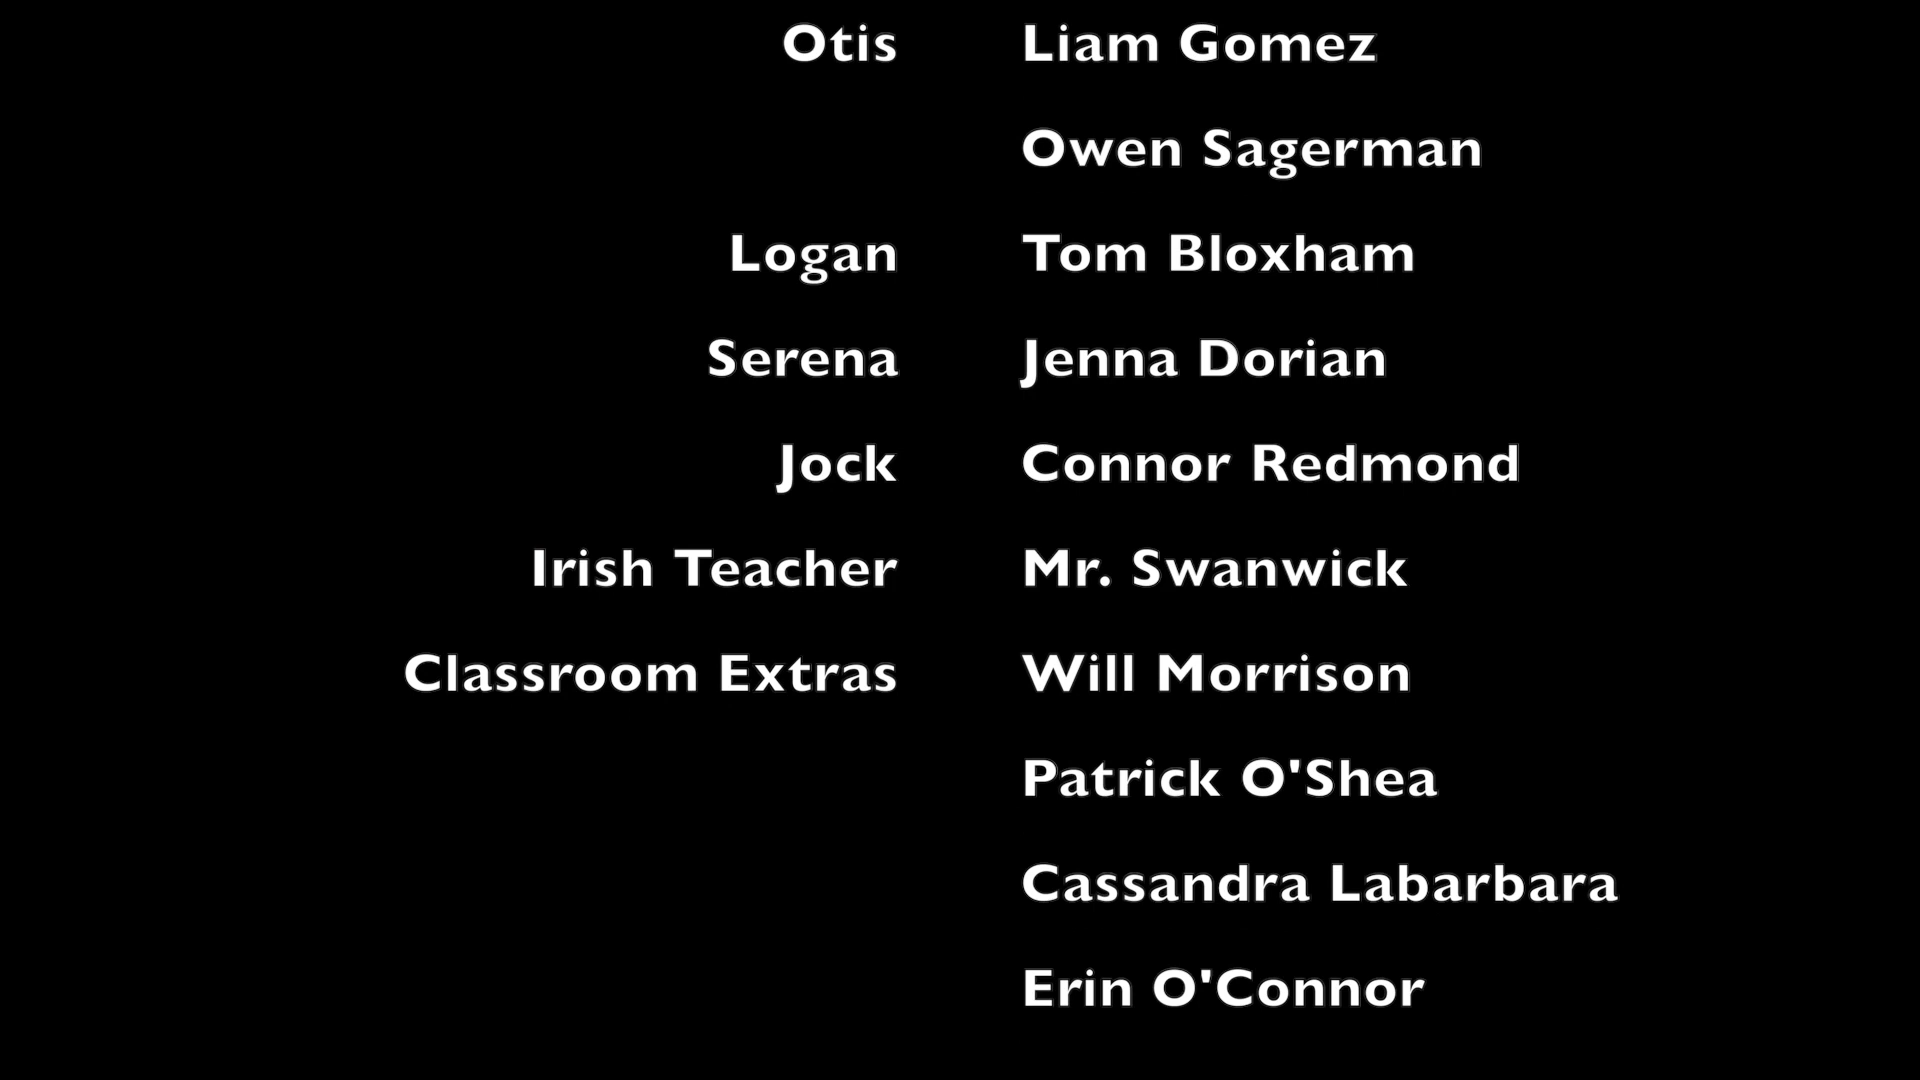 Otis Liam Gomez
Owen Sagerman
Logan Tom Bloxham
Serena Jenna Dorian
Jock Connor Redmond
Irish Teacher Mr. Swanwick
Classroom Extras Will Morrison
Patrick O'Shea
Cassandra Labarbara
Erin O'Connor